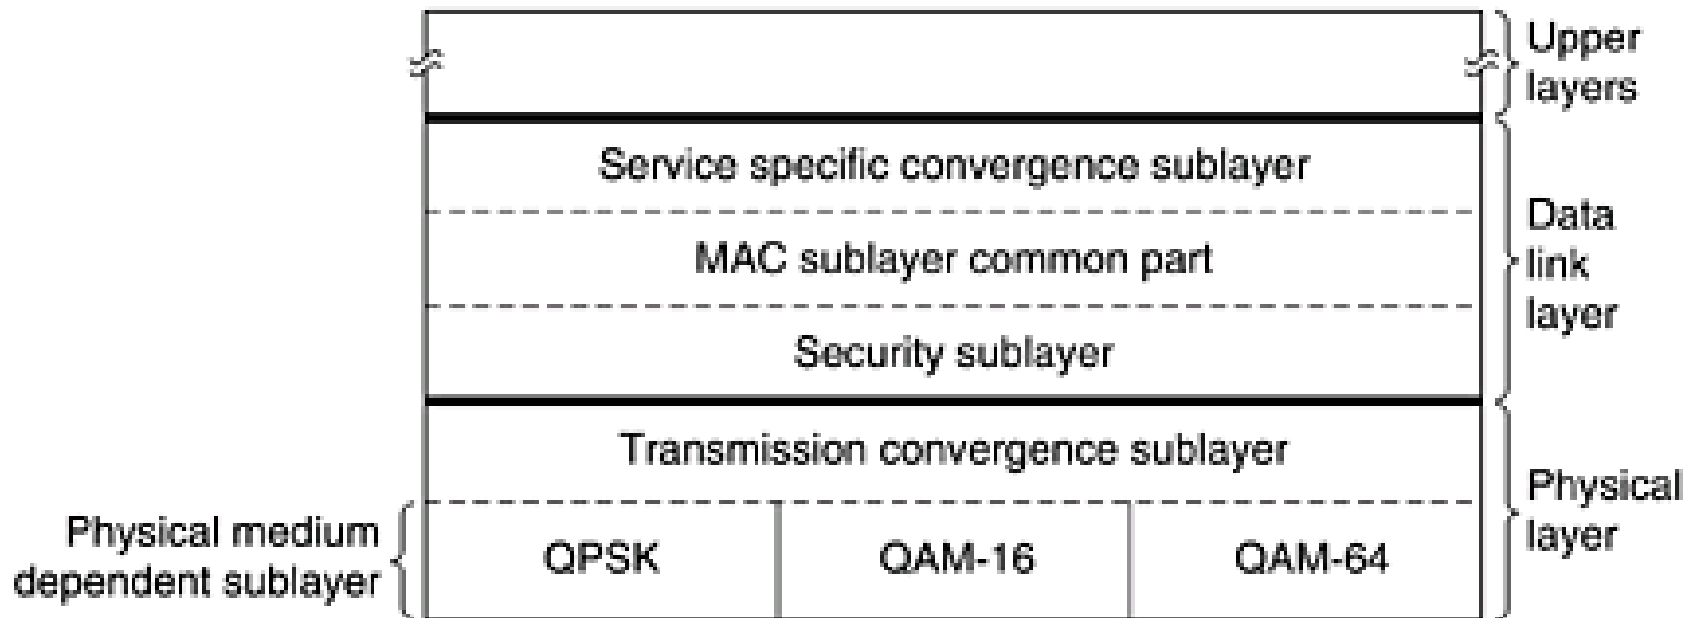 Upper
layers
Service specific convergence sublayer
MAC sublayer common part
Security sublayer
Data
link
layer
Transmission convergence sublayer
Physical medium
dependent sublayer
QPSK
QAM-16
QAM-64
Physical
layer